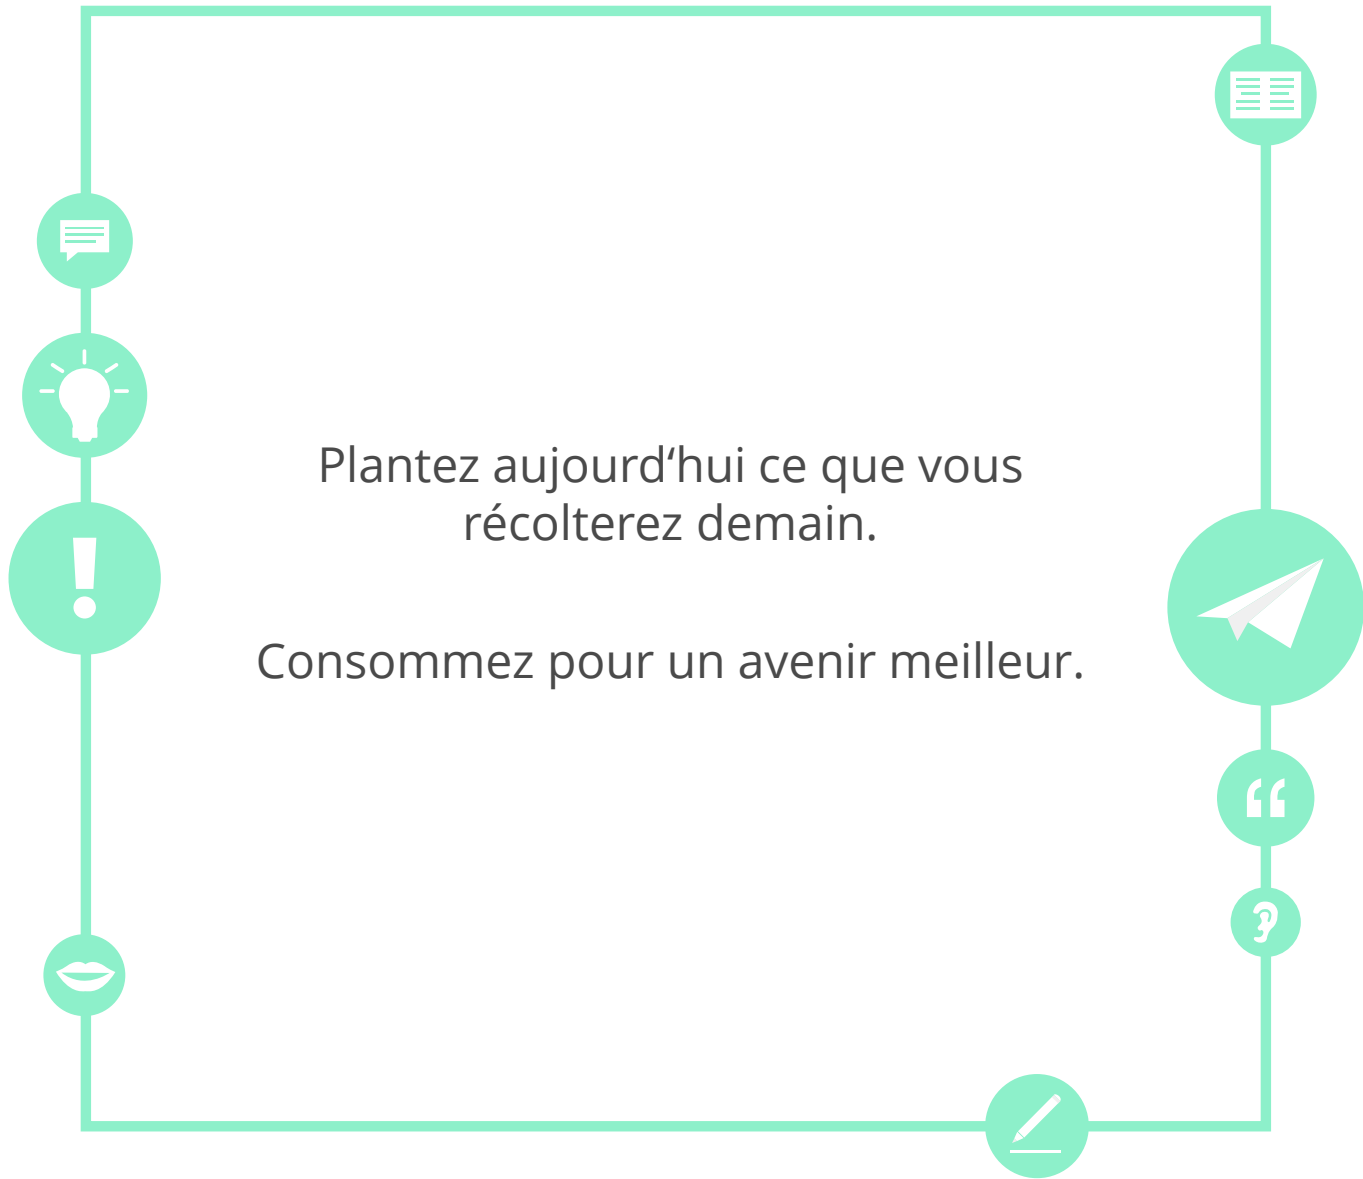 Plantez aujourd‘hui ce que vous
récolterez demain.
Consommez pour un avenir meilleur.